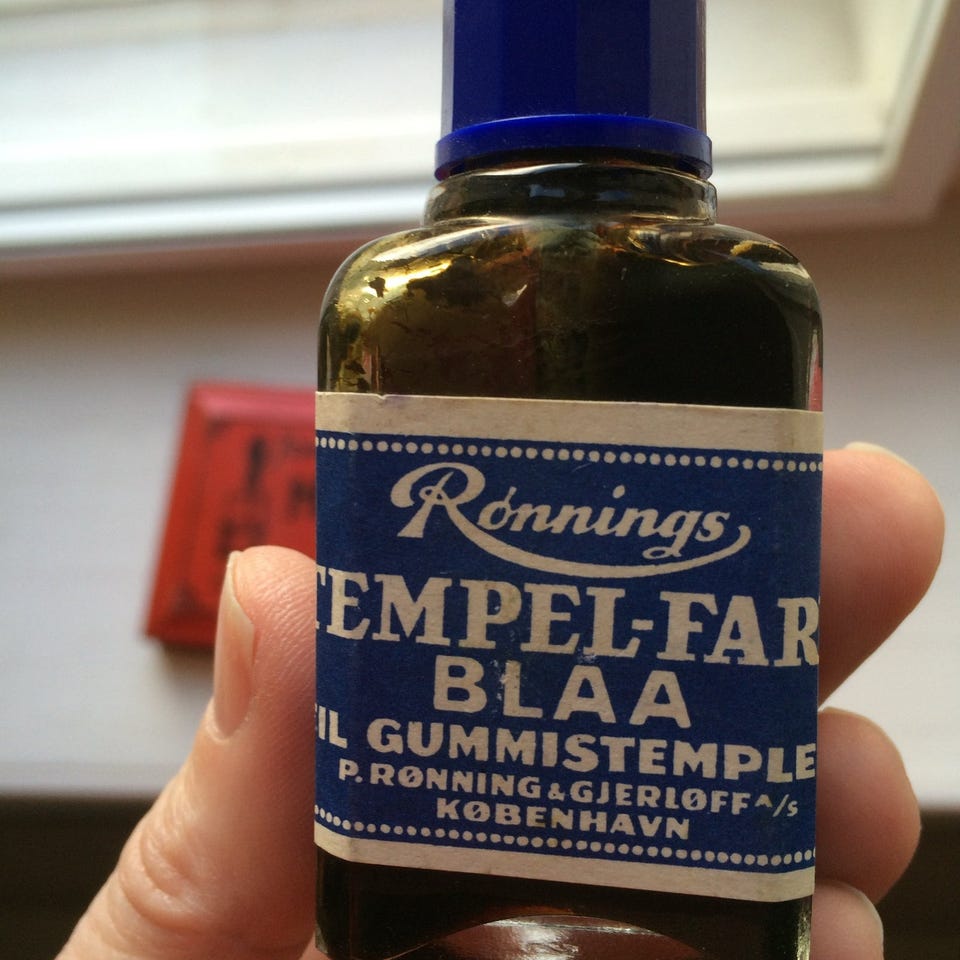 Rønnings
TEMPEL-FAR
BLAA
IL GUMMISTEMPLE
P. RØNNING & GJERLØFF A/S
KØBENHAVN